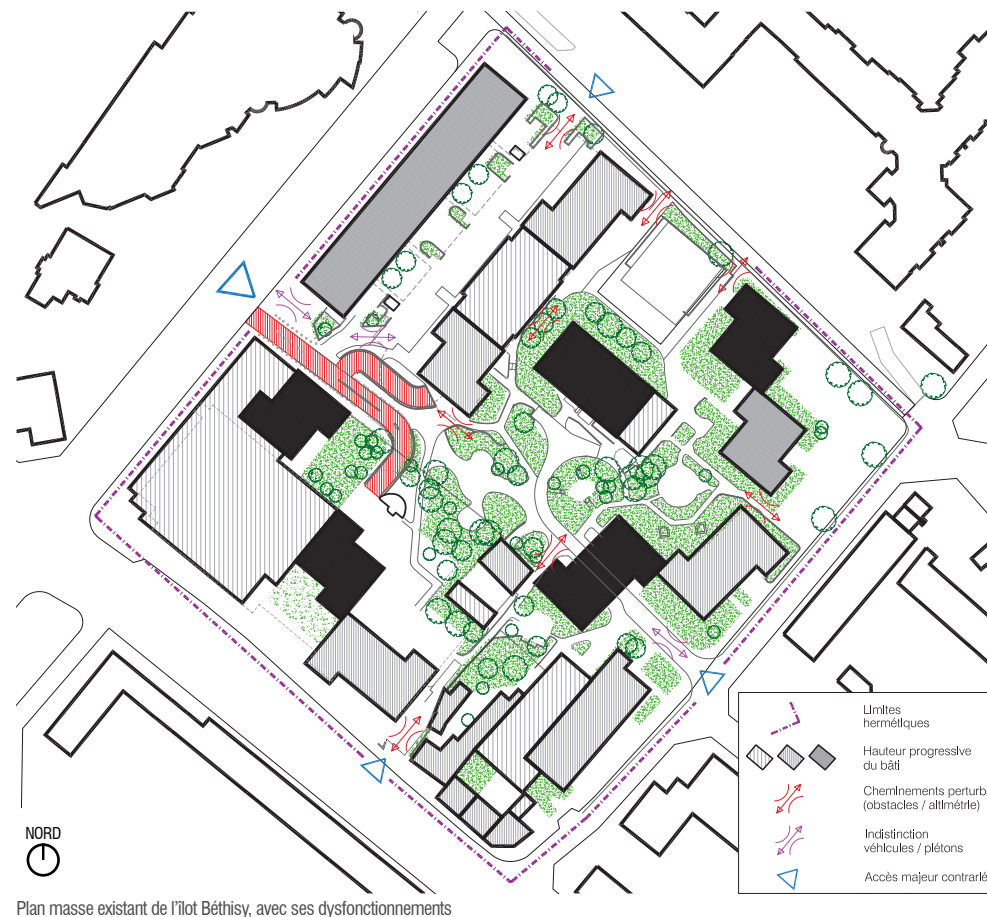 Limites
hermétiques
Hauteur progressive
du bâti
Cheminements perturb
(obstacles / altimétrie)
Indistinction
véhicules / piétons
Accès majeur contrarié
NORD
Plan masse existant de l'îlot Béthisy, avec ses dysfonctionnements